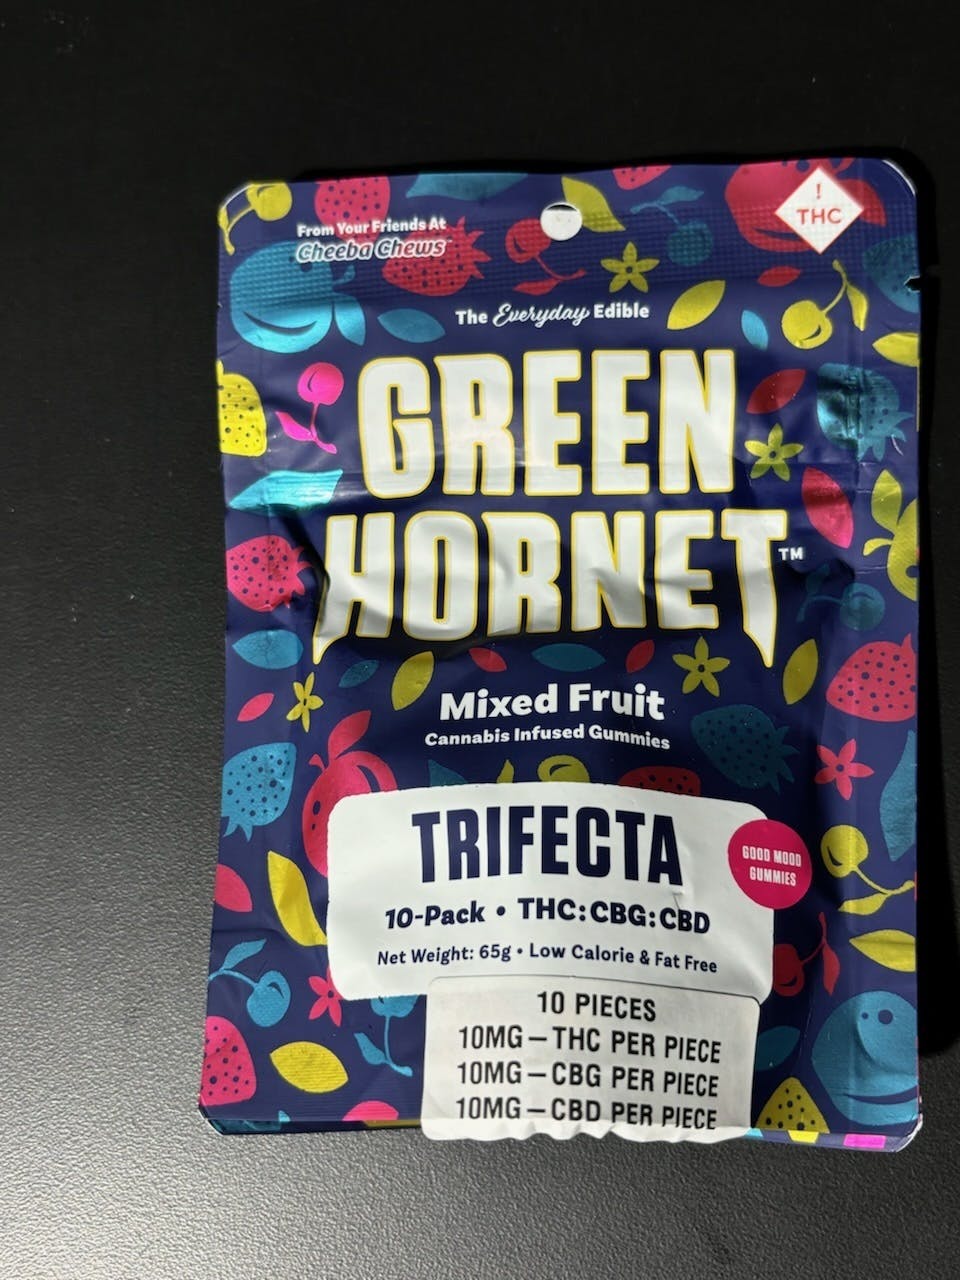 From Your Friends At
Cheeba Chews™
! THC
The Everyday Edible
GREEN
HORNET™
Mixed Fruit
Cannabis Infused Gummies
TRIFECTA
10-Pack • THC:CBG:CBD
Net Weight: 65g • Low Calorie & Fat Free
GOOD MOOD
GUMMIES
10 PIECES
10MG–THC PER PIECE
10MG–CBG PER PIECE
10MG–CBD PER PIECE